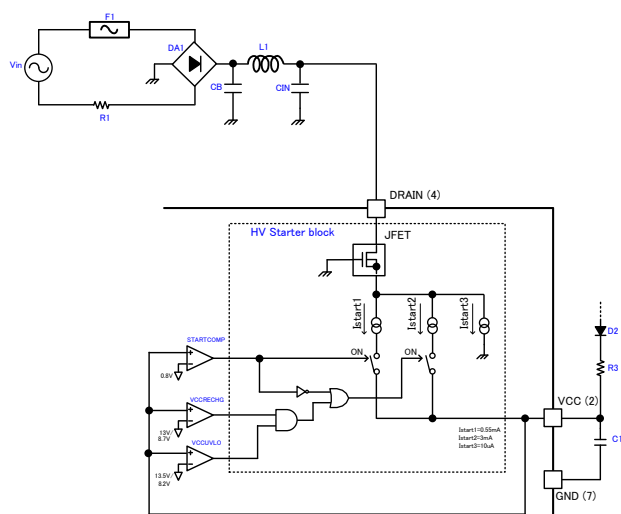 F1
Vin
DA1
L1
CB
CIN
R1
DRAIN (4)
HV Starter block
JFET
Istart1
Istart2
Istart3
STARTCOMP
ON
ON
0.8V
D2
R3
VCCRECHG
VCC (2)
13V/
8.7V
Istart1=0.55mA
Istart2=3mA
Istart3=10uA
VCCUVLO
C1
13.5V/
8.2V
GND (7)